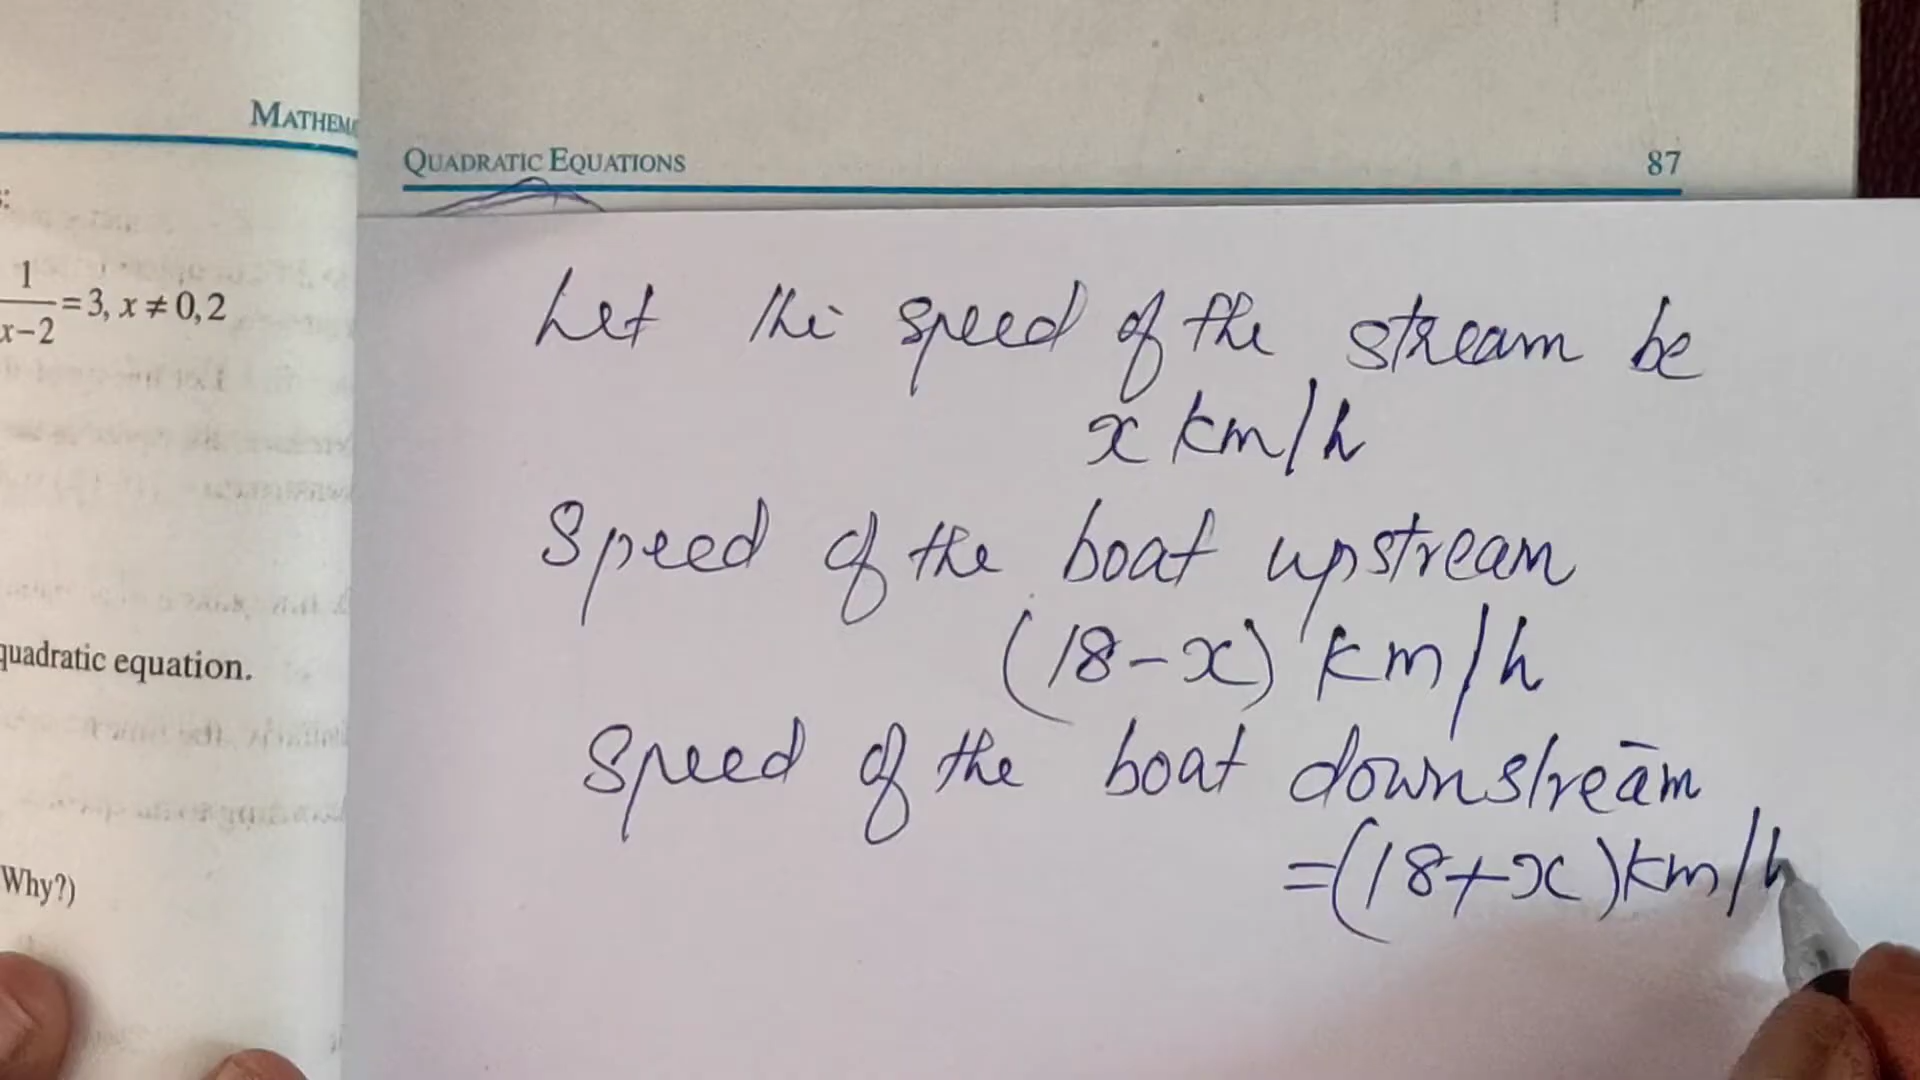 MATHEMA
QUADRATIC EQUATIONS 87
s:
1/x–2 = 3, x ≠ 0, 2
quadratic equation.
Why?)
Let the speed of the stream be
x km/h
Speed of the boat upstream
(18-x) km/h
Speed of the boat downstream
=(18+x) km/h